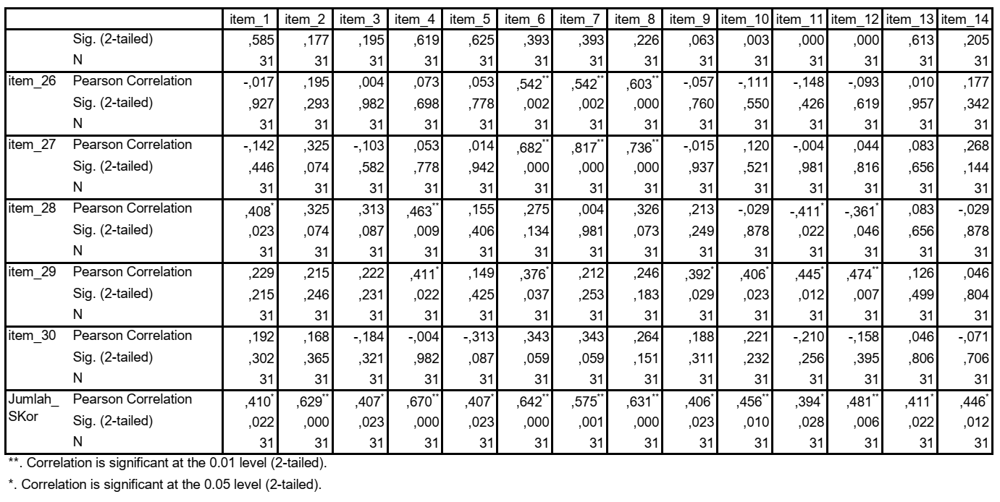 item_1 item_2 item_3 item_4 item_5 item_6 item_7 item_8 item_9 item_10 item_11 item_12 item_13 item_14
Sig. (2-tailed) ,585 ,177 ,195 ,619 ,625 ,393 ,393 ,226 ,063 ,003 ,000 ,000 ,613 ,205
N 31 31 31 31 31 31 31 31 31 31 31 31 31 31
item_26 Pearson Correlation -,017 ,195 ,004 ,073 ,053 ,542** ,542** ,603** -,057 -,111 -,148 -,093 ,010 ,177
Sig. (2-tailed) ,927 ,293 ,982 ,698 ,778 ,002 ,002 ,000 ,760 ,550 ,426 ,619 ,957 ,342
N 31 31 31 31 31 31 31 31 31 31 31 31 31 31
item_27 Pearson Correlation -,142 ,325 -,103 ,053 ,014 ,682** ,817** ,736** -,015 ,120 -,004 ,044 ,083 ,268
Sig. (2-tailed) ,446 ,074 ,582 ,778 ,942 ,000 ,000 ,000 ,937 ,521 ,981 ,816 ,656 ,144
N 31 31 31 31 31 31 31 31 31 31 31 31 31 31
item_28 Pearson Correlation ,408* ,325 ,313 ,463** ,155 ,275 ,004 ,326 ,213 -,029 -,411* -,361* ,083 -,029
Sig. (2-tailed) ,023 ,074 ,087 ,009 ,406 ,134 ,981 ,073 ,249 ,878 ,022 ,046 ,656 ,878
N 31 31 31 31 31 31 31 31 31 31 31 31 31 31
item_29 Pearson Correlation ,229 ,215 ,222 ,411* ,149 ,376* ,212 ,246 ,392* ,406* ,445* ,474** ,126 ,046
Sig. (2-tailed) ,215 ,246 ,231 ,022 ,425 ,037 ,253 ,183 ,029 ,023 ,012 ,007 ,499 ,804
N 31 31 31 31 31 31 31 31 31 31 31 31 31 31
item_30 Pearson Correlation ,192 ,168 -,184 -,004 -,313 ,343 ,343 ,264 ,188 ,221 -,210 -,158 ,046 -,071
Sig. (2-tailed) ,302 ,365 ,321 ,982 ,087 ,059 ,059 ,151 ,311 ,232 ,256 ,395 ,806 ,706
N 31 31 31 31 31 31 31 31 31 31 31 31 31 31
Jumlah_ Pearson Correlation ,410* ,629** ,407* ,670** ,407* ,642** ,575** ,631** ,406* ,456** ,394* ,481** ,411* ,446*
SKor Sig. (2-tailed) ,022 ,000 ,023 ,000 ,023 ,000 ,001 ,000 ,023 ,010 ,028 ,006 ,022 ,012
N 31 31 31 31 31 31 31 31 31 31 31 31 31 31
**. Correlation is significant at the 0.01 level (2-tailed).
*. Correlation is significant at the 0.05 level (2-tailed).